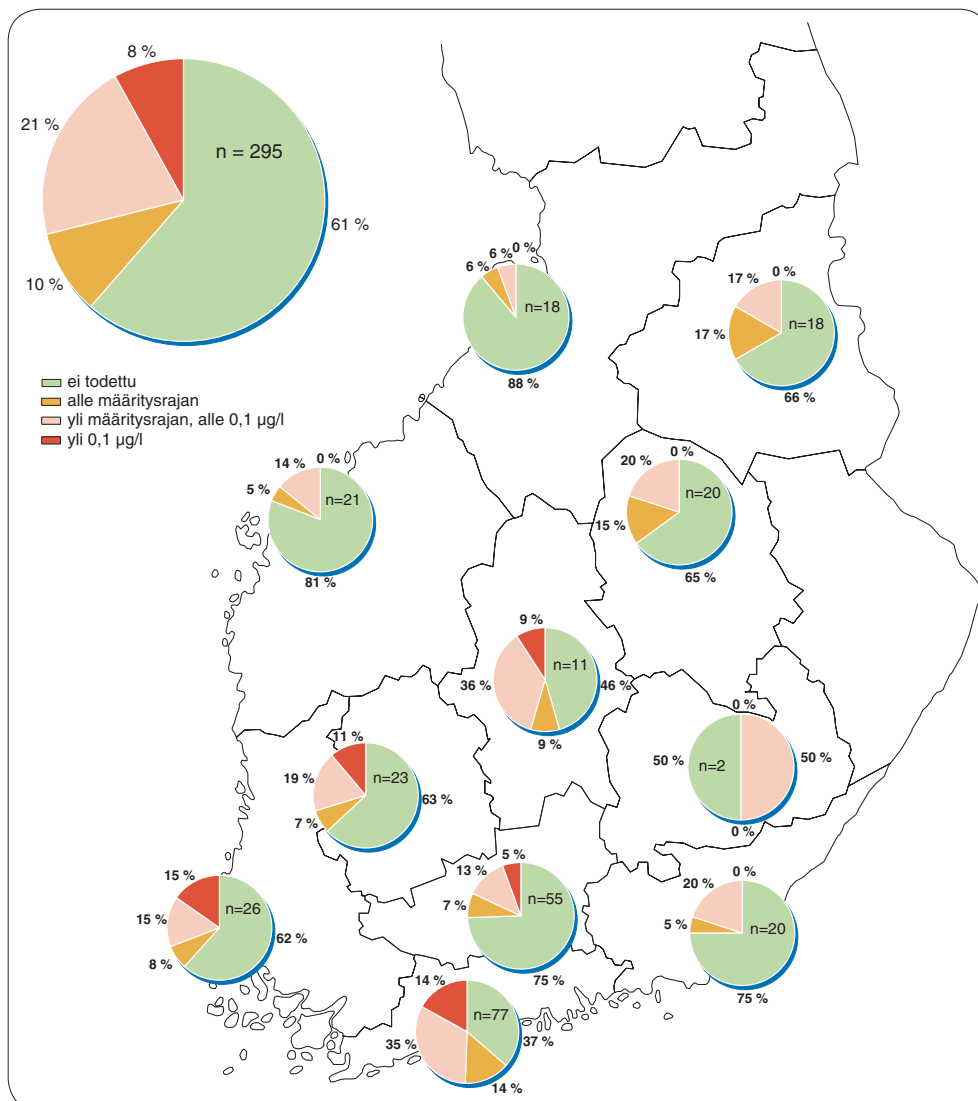 8 %
21 %
n = 295
61 %
10 %
ei todettu
alle määritysrajan
yli määritysrajan, alle 0,1 µg/l
yli 0,1 µg/l
6 % 6 % 0 %
n=18
88 %
17 % 0 %
17 %
n=18
66 %
14 % 0 %
5 %
n=21
81 %
20 % 0 %
15 %
n=20
65 %
9 %
n=11
36 %
46 %
9 %
0 %
50 %
n=2
50 %
0 %
11 %
19 %
n=23
7 %
63 %
15 %
15 %
n=26
62 %
8 %
5 %
13 %
7 %
n=55
75 %
20 % 0 %
5 %
n=20
75 %
14 %
n=77
35 %
37 %
14 %